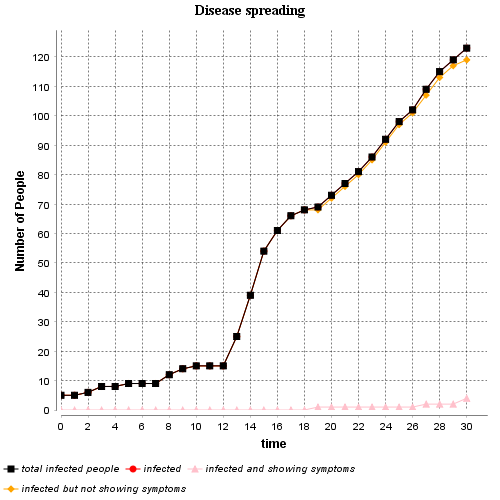 Disease spreading
Number of People
120
110
100
90
80
70
60
50
40
30
20
10
0
0 2 4 6 8 10 12 14 16 18 20 22 24 26 28 30
time
total infected people infected infected and showing symptoms
infected but not showing symptoms